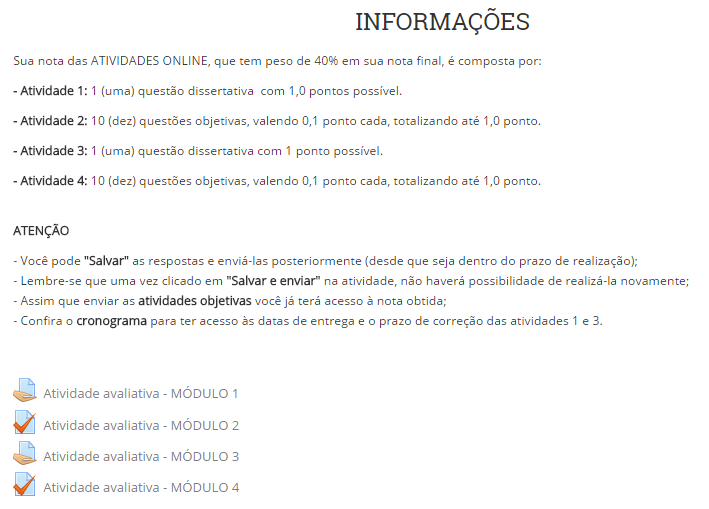 INFORMAÇÕES
Sua nota das ATIVIDADES ONLINE, que tem peso de 40% em sua nota final, é composta por:
- Atividade 1: 1 (uma) questão dissertativa com 1,0 pontos possível.
- Atividade 2: 10 (dez) questões objetivas, valendo 0,1 ponto cada, totalizando até 1,0 ponto.
- Atividade 3: 1 (uma) questão dissertativa com 1 ponto possível.
- Atividade 4: 10 (dez) questões objetivas, valendo 0,1 ponto cada, totalizando até 1,0 ponto.
ATENÇÃO
- Você pode "Salvar" as respostas e enviá-las posteriormente (desde que seja dentro do prazo de realização);
- Lembre-se que uma vez clicado em "Salvar e enviar" na atividade, não haverá possibilidade de realizá-la novamente;
- Assim que enviar as atividades objetivas você já terá acesso à nota obtida;
- Confira o cronograma para ter acesso às datas de entrega e o prazo de correção das atividades 1 e 3.
Atividade avaliativa - MÓDULO 1
Atividade avaliativa - MÓDULO 2
Atividade avaliativa - MÓDULO 3
Atividade avaliativa - MÓDULO 4